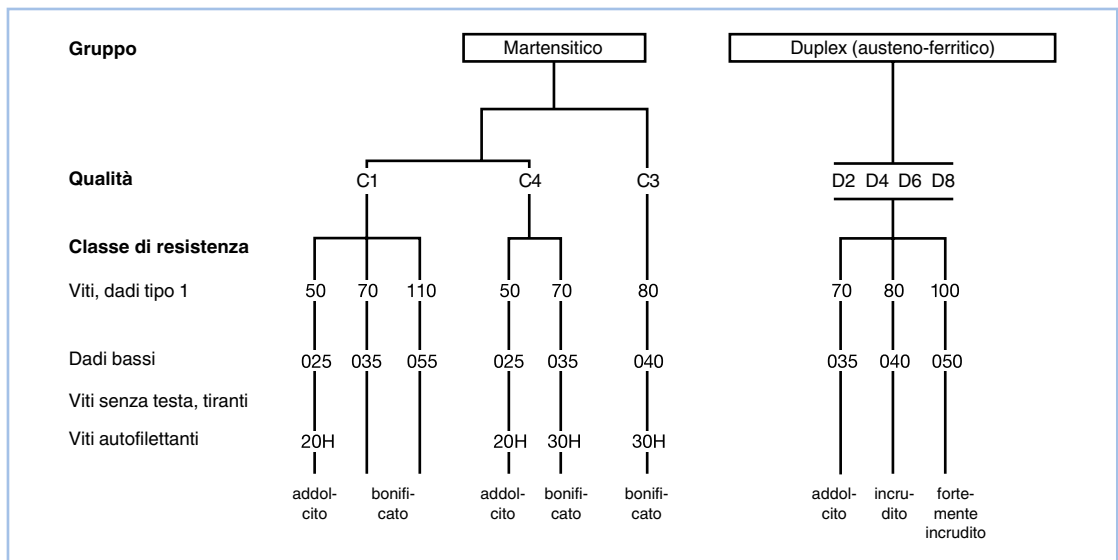 Gruppo Martensitico Duplex (austeno-ferritico)
Qualità C1 C4 C3 D2 D4 D6 D8
Classe di resistenza
Viti, dadi tipo 1 50 70 110 50 70 80 70 80 100
Dadi bassi 025 035 055 025 035 040 035 040 050
Viti senza testa, tiranti
Viti autofilettanti 20H 20H 30H 30H
addol- bonifi- addol- bonifi- bonifi- addol- incru- forte-
cito cato cito cato cato cito dito mente
incrudito